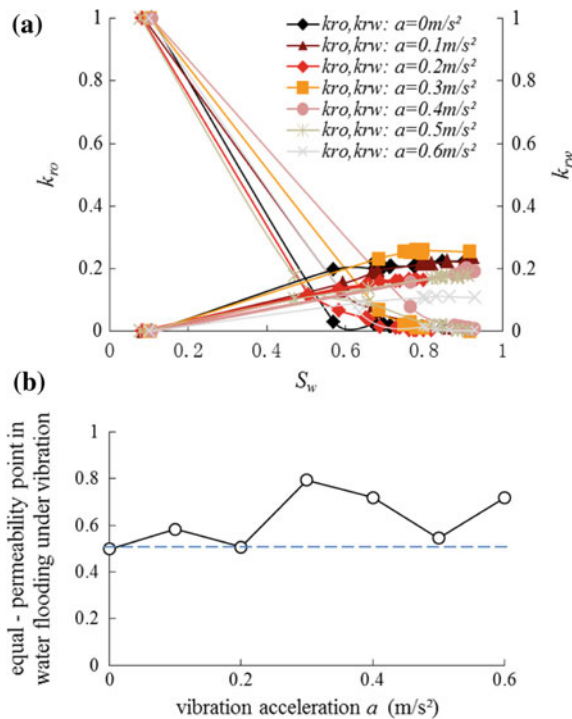 (a)
1
0.8
0.6
0.4
0.2
0
kro
kro,krw: a=0m/s²
kro,krw: a=0.1m/s²
kro,krw: a=0.2m/s²
kro,krw: a=0.3m/s²
kro,krw: a=0.4m/s²
kro,krw: a=0.5m/s²
kro,krw: a=0.6m/s²
1
0.8
0.6
0.4
0.2
0
krw
0 0.2 0.4 0.6 0.8 1
Sw
(b)
equal - permeability point in
water flooding under vibration
1
0.8
0.6
0.4
0.2
0
0 0.2 0.4 0.6
vibration acceleration a (m/s²)